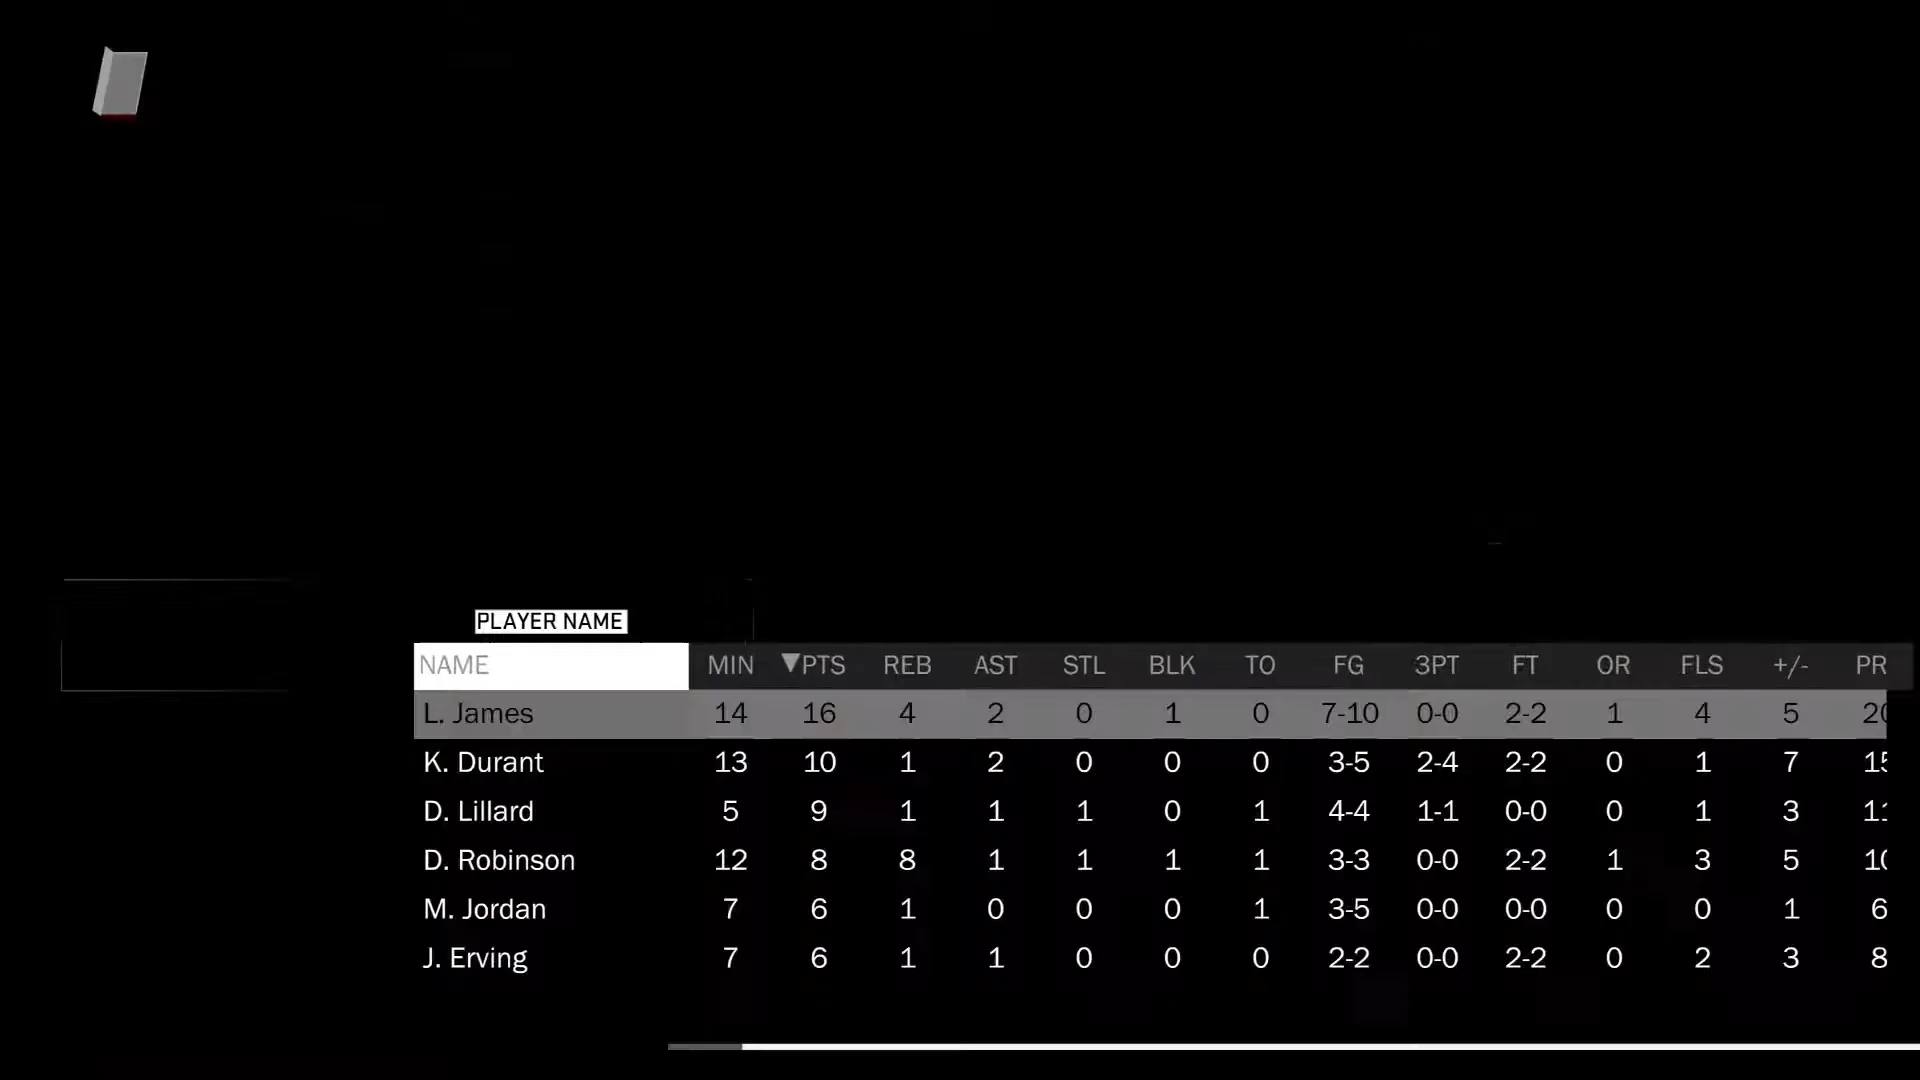 PLAYER NAME
NAME MIN ▼PTS REB AST STL BLK TO FG 3PT FT OR FLS +/- PR
L. James 14 16 4 2 0 1 0 7-10 0-0 2-2 1 4 5 20
K. Durant 13 10 1 2 0 0 0 3-5 2-4 2-2 0 1 7 15
D. Lillard 5 9 1 1 1 0 1 4-4 1-1 0-0 0 1 3 11
D. Robinson 12 8 8 1 1 1 1 3-3 0-0 2-2 1 3 5 10
M. Jordan 7 6 1 0 0 0 1 3-5 0-0 0-0 0 0 1 6
J. Erving 7 6 1 1 0 0 0 2-2 0-0 2-2 0 2 3 8